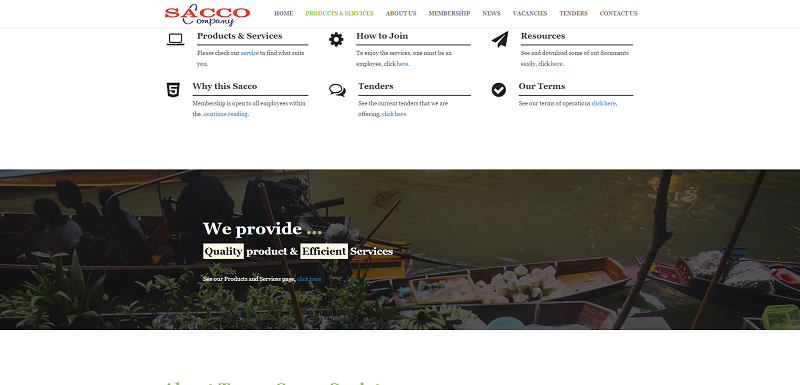 SACCO
Company
HOME PRODUCTS & SERVICES ABOUT US MEMBERSHIP NEWS VACANCIES TENDERS CONTACT US
Products & Services
Please check our service to find what suits
you.
How to Join
To enjoy the services, one must be an
employee, click here.
Resources
See and download some of out documents
easily, click here.
Why this Sacco
Membership is open to all employees within
the..continue reading.
Tenders
See the current tenders that we are
offering, click here
Our Terms
See our terms of operations click here,
We provide ...
Quality product & Efficient Services
See our Products and Services page, click here